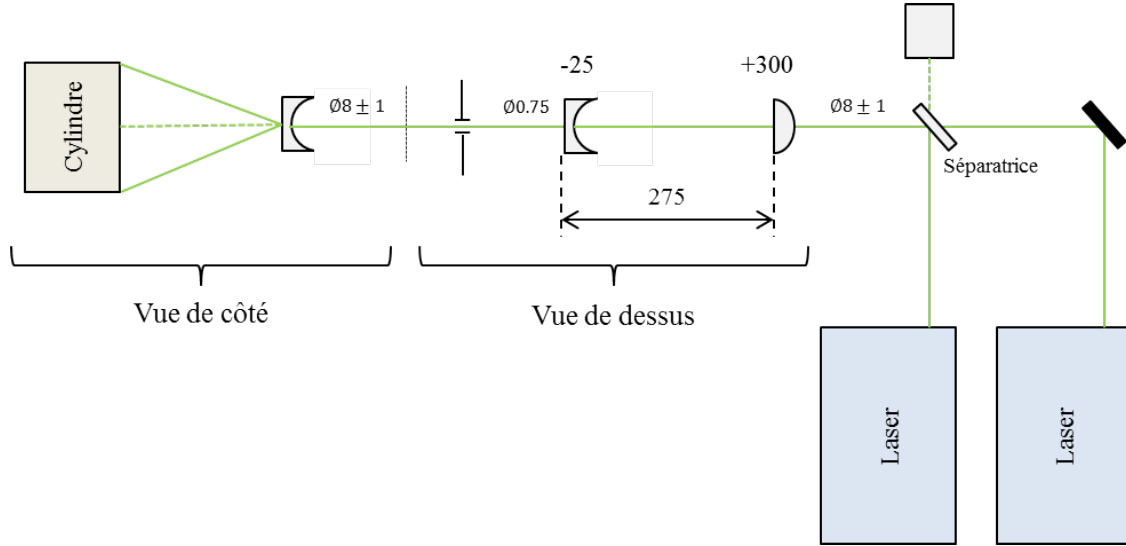 Cylindre
Ø8 ± 1
Ø0.75
-25
+300
Ø8 ± 1
Séparatrice
275
Vue de côté
Vue de dessus
Laser
Laser